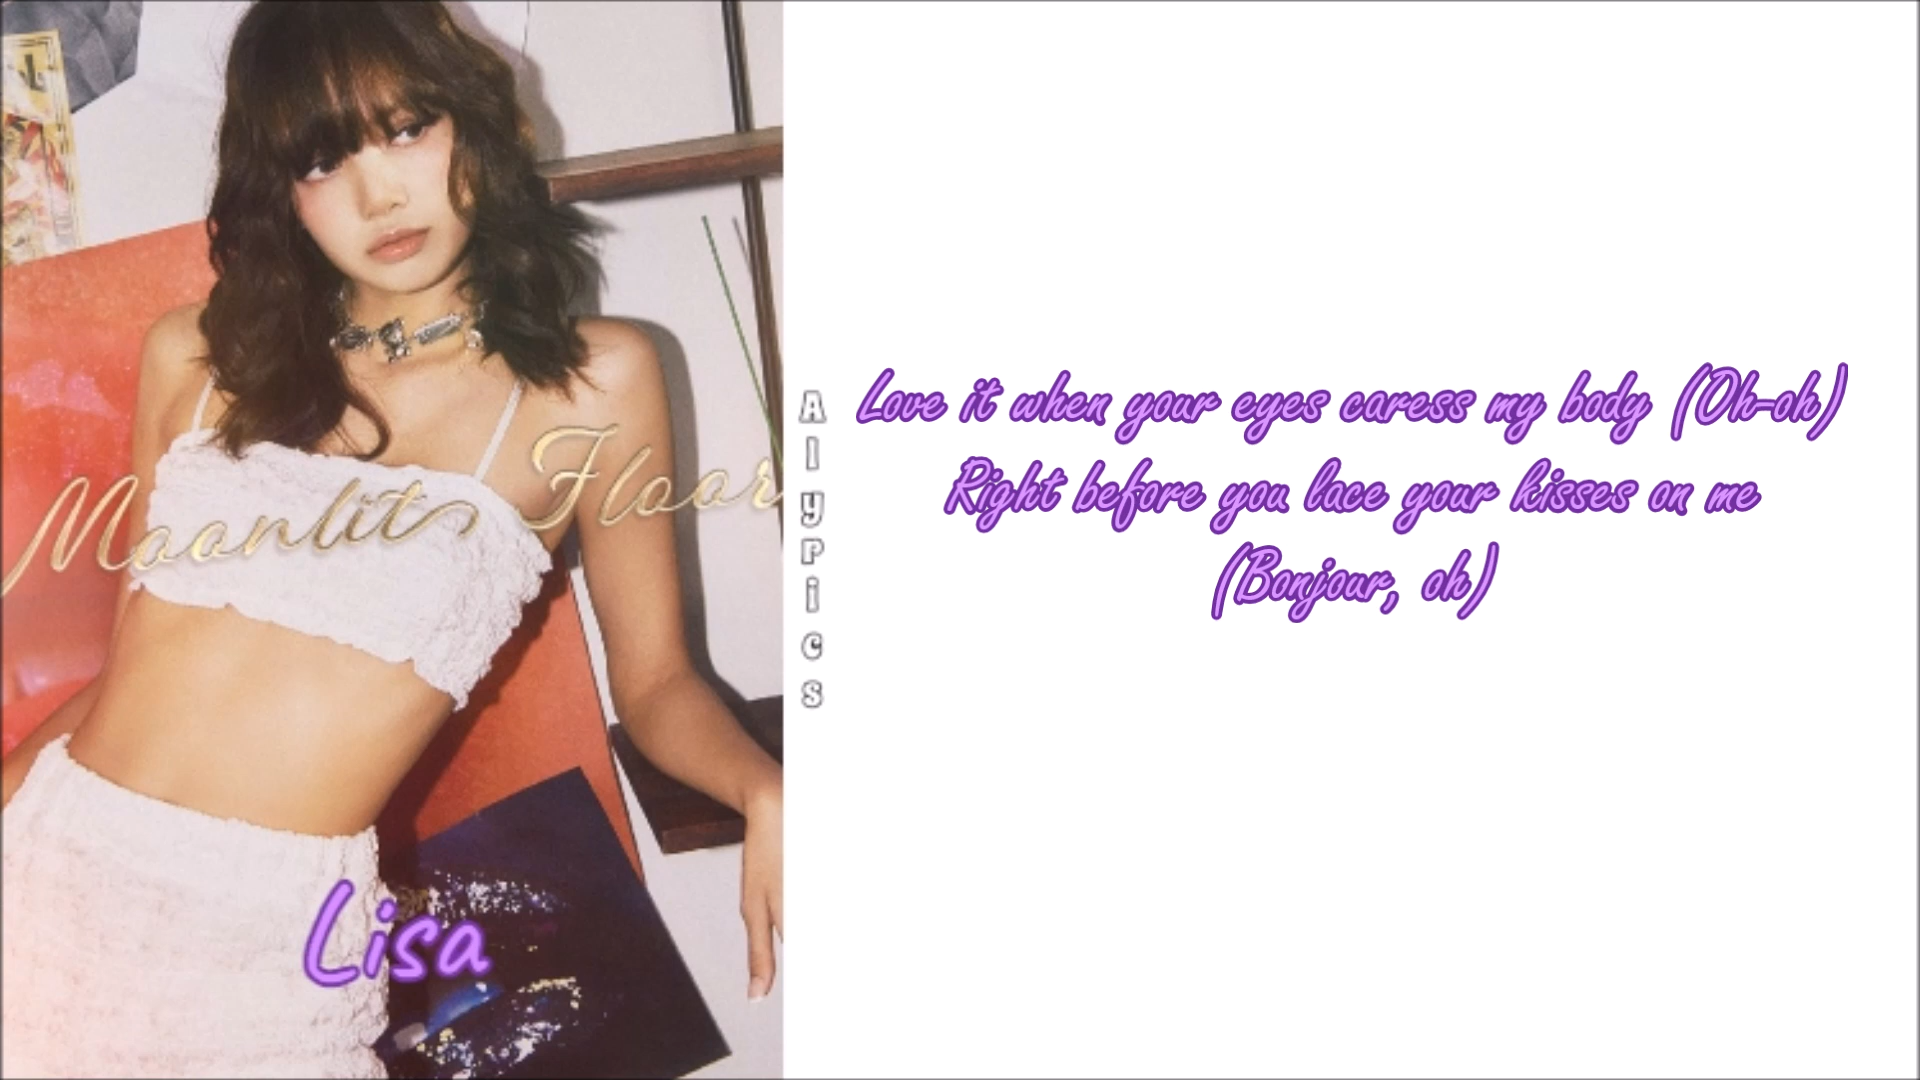 Moonlit Floor
Lisa
Alypics
Love it when your eyes caress my body (Oh-oh)
Right before you lace your kisses on me
(Bonjour, oh)